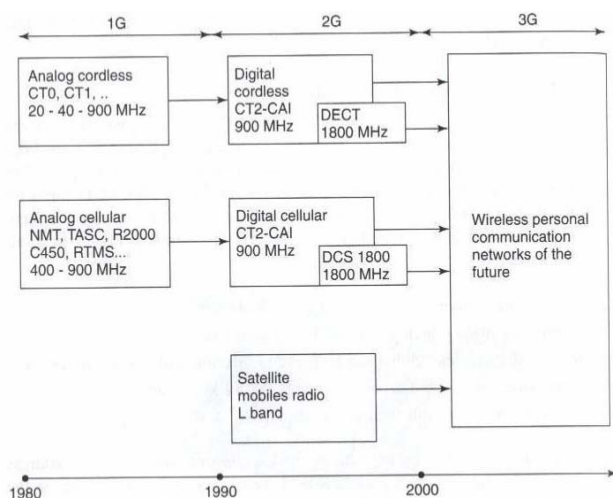 1G
2G
3G
Analog cordless
CT0, CT1, ..
20 - 40 - 900 MHz
Digital
cordless
CT2-CAI
900 MHz
DECT
1800 MHz
Analog cellular
NMT, TASC, R2000
C450, RTMS...
400 - 900 MHz
Digital cellular
CT2-CAI
900 MHz
DCS 1800
1800 MHz
Wireless personal
communication
networks of the
future
Satellite
mobiles radio
L band
1980
1990
2000